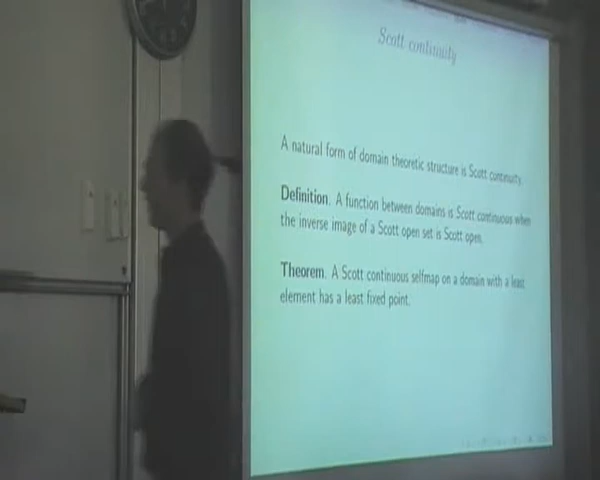 Scott continuity
A natural form of domain theoretic structure is Scott continuity.
Definition. A function between domains is Scott continuous when
the inverse image of a Scott open set is Scott open.
Theorem. A Scott continuous selfmap on a domain with a least
element has a least fixed point.